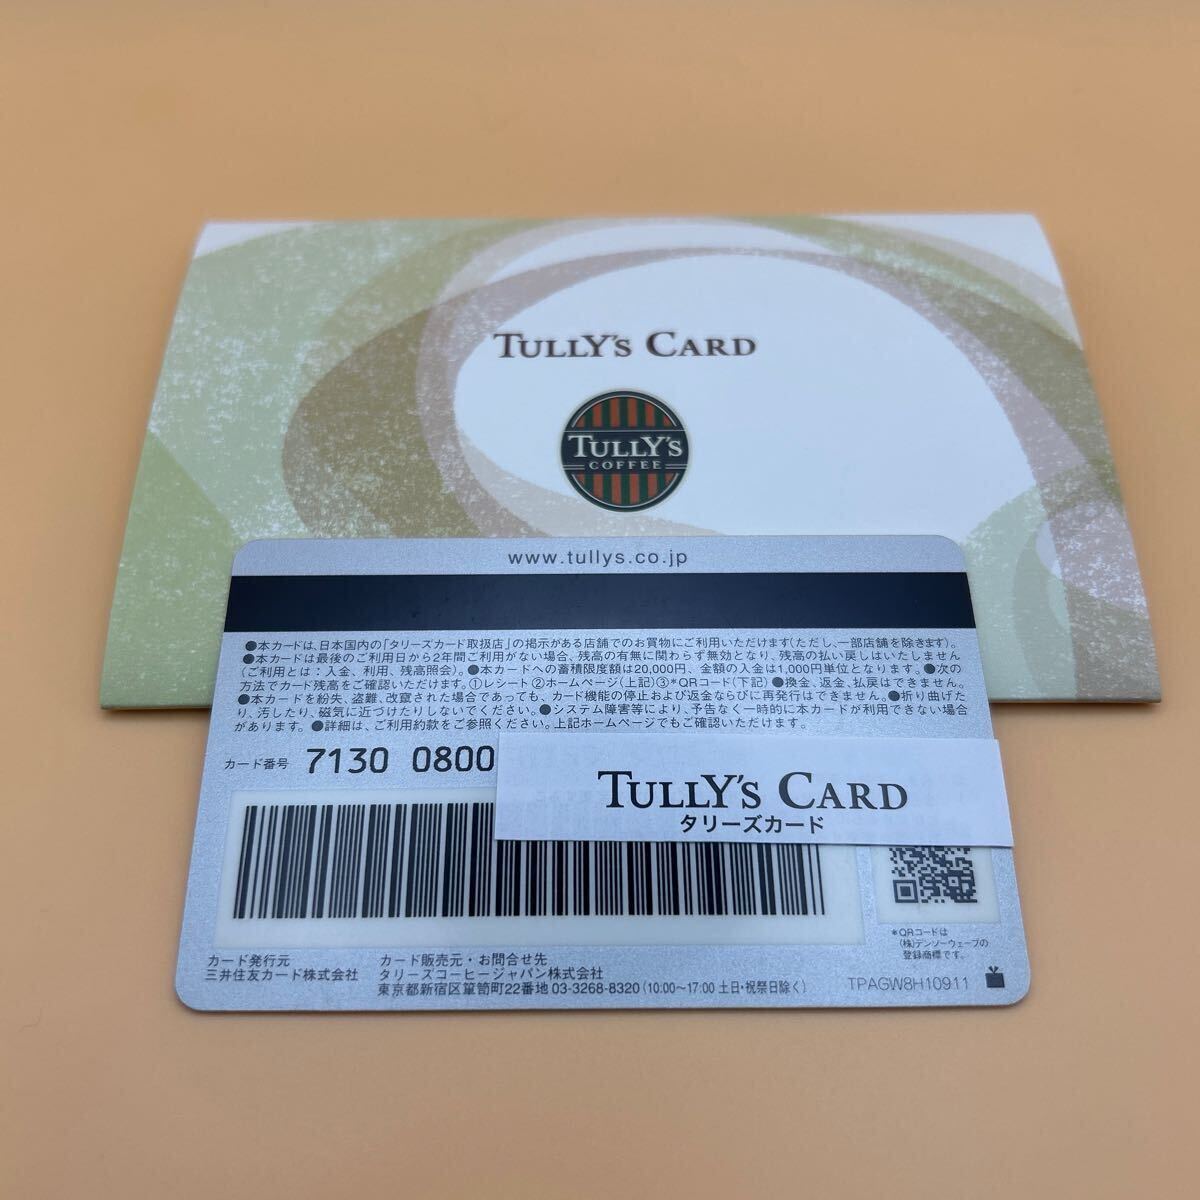 TULLY'S CARD
TULLY'S
COFFEE
www.tullys.co.jp
●本カードは、日本国内の「タリーズカード取扱店」の掲示がある店舗でのお買物にご利用いただけます(ただし、一部店舗を除きます)。
●本カードは最後のご利用日から2年間ご利用がない場合、残高の有無に関わらず無効となり、残高の払い戻しはいたしません
(ご利用とは:入金、利用、残高照会)。●本カードへの蓄積限度額は20,000円、金額の入金は1,000円単位となります。●次の
方法でカード残高をご確認いただけます。①レシート②ホームページ(上記)③*QRコード(下記)●換金、返金、払戻はできません。
●本カードを紛失、盗難、改竄された場合であっても、カード機能の停止および返金ならびに再発行はできません。●折り曲げた
り、汚したり、磁気に近づけたりしないでください。●システム障害等により、予告なく一時的に本カードが利用できない場合
があります。●詳細は、ご利用約款をご参照ください。上記ホームページでもご確認いただけます。
カード番号 7130 0800
TULLY'S CARD
タリーズカード
*QRコードは
(株)デンソーウェーブの
登録商標です。
カード発行元
三井住友カード株式会社
カード販売元・お問合せ先
タリーズコーヒージャパン株式会社
東京都新宿区箪笥町22番地 03-3268-8320(10:00~17:00 土日・祝祭日除く)
TPAGW8H10911